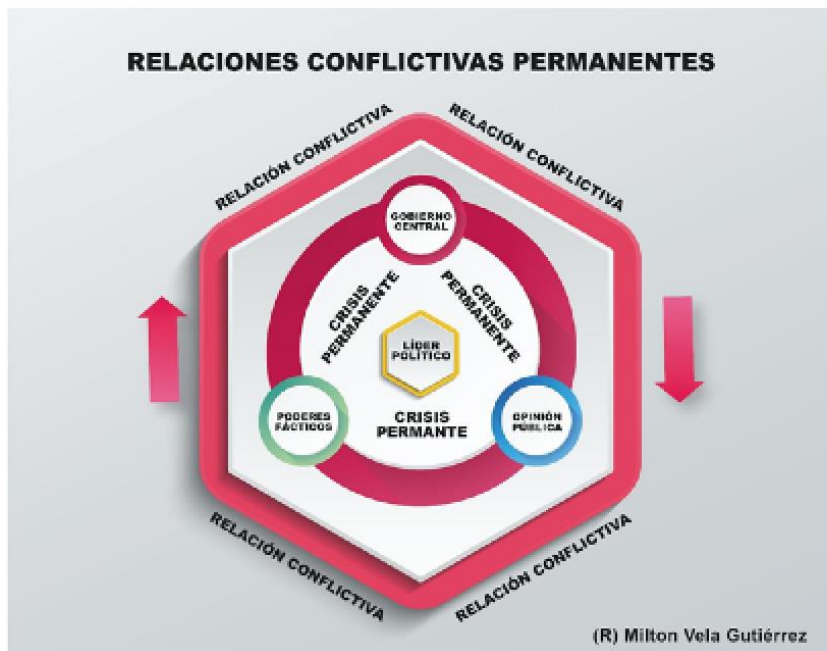 RELACIONES CONFLICTIVAS PERMANENTES
RELACIÓN CONFLICTIVA
RELACIÓN CONFLICTIVA
GOBIERNO
CENTRAL
CRISIS
PERMANENTE
CRISIS
PERMANENTE
LÍDER
POLÍTICO
PODERES
FÁCTICOS
CRISIS
PERMANTE
OPINIÓN
PÚBLICA
RELACIÓN CONFLICTIVA
RELACIÓN CONFLICTIVA
(R) Milton Vela Gutiérrez